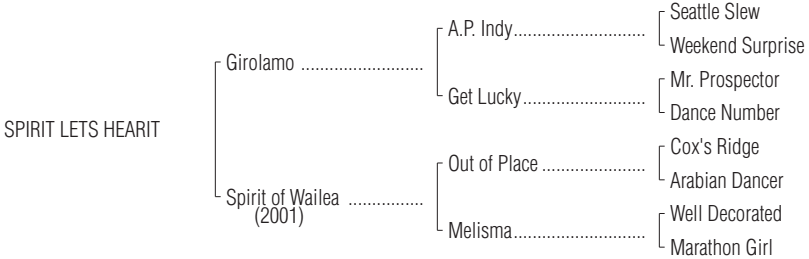 Seattle Slew
A.P. Indy..............................
Weekend Surprise
Girolamo ...........................
Mr. Prospector
Get Lucky...........................
Dance Number
SPIRIT LETS HEARIT
Cox's Ridge
Out of Place .......................
Arabian Dancer
Spirit of Wailea .................
(2001)
Well Decorated
Melisma..............................
Marathon Girl